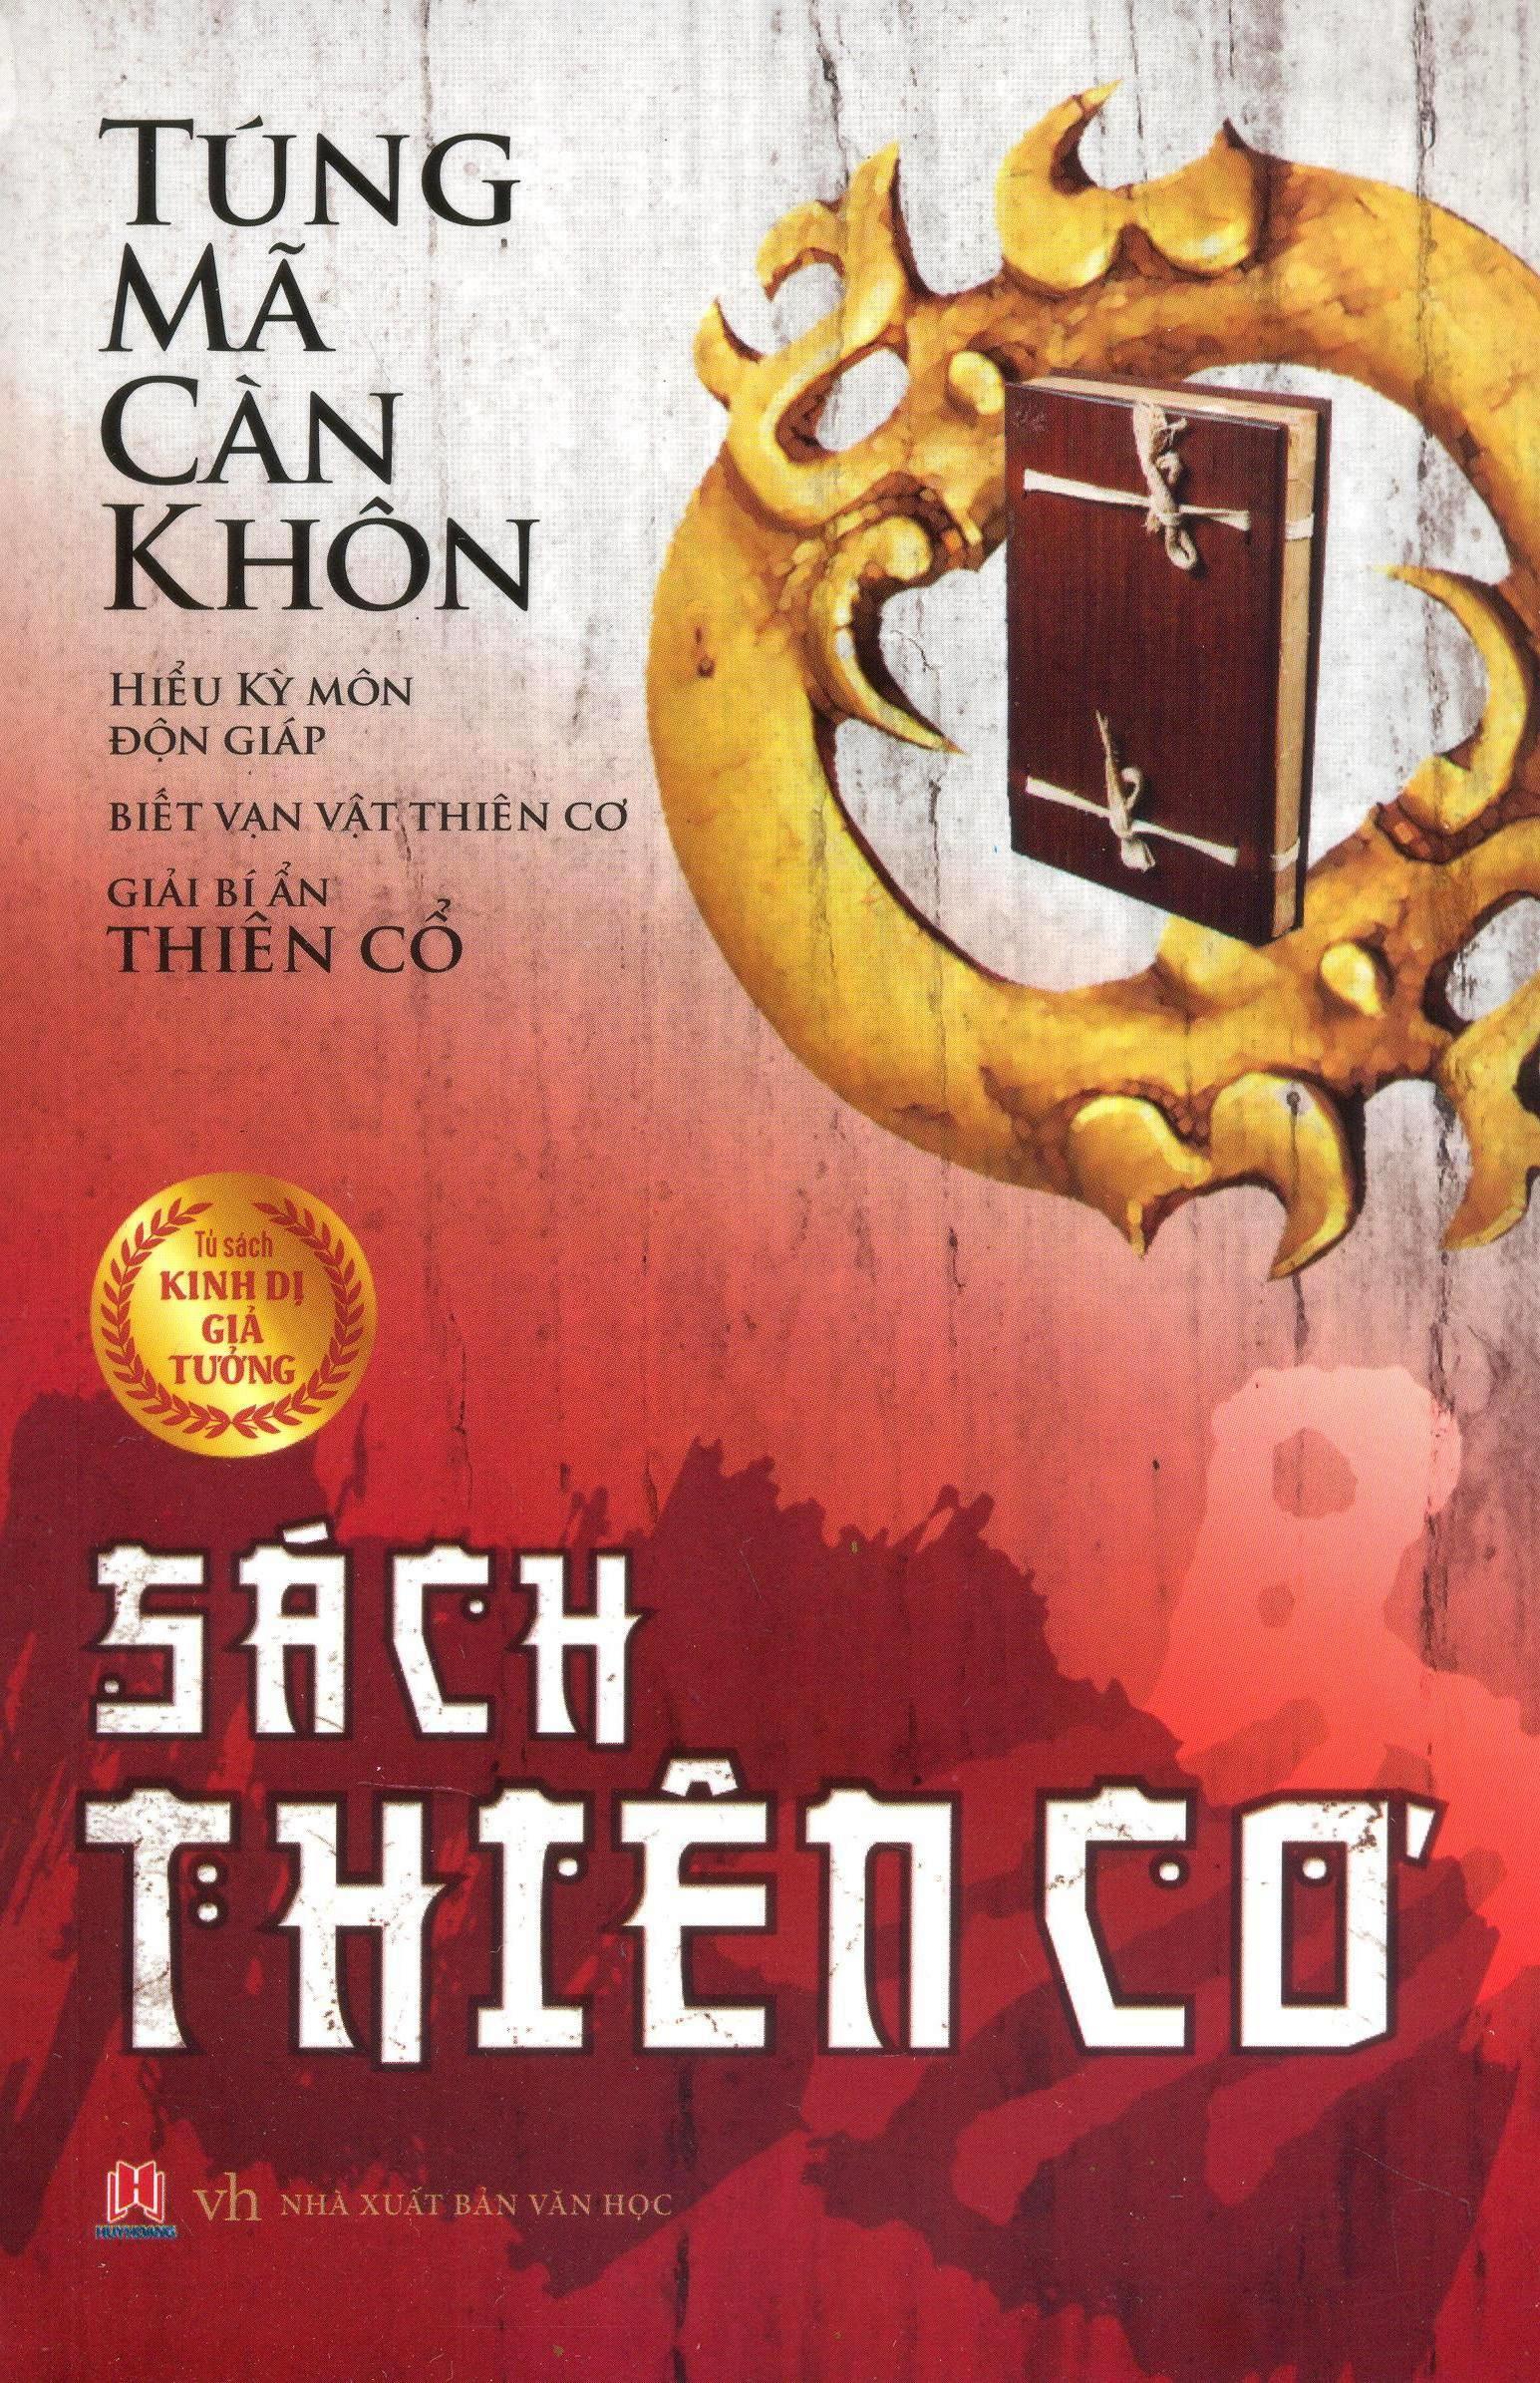 TÚNG
MÃ
CÀN
KHÔN
HIỂU KỲ MÔN
ĐỘN GIÁP
BIẾT VẠN VẬT THIÊN CƠ
GIẢI BÍ ẨN
THIÊN CỔ
Tủ sách
KINH DỊ
GIẢ
TƯỞNG
SÁCH
THIÊN CƠ
HUYHOANG
vh NHÀ XUẤT BẢN VĂN HỌC